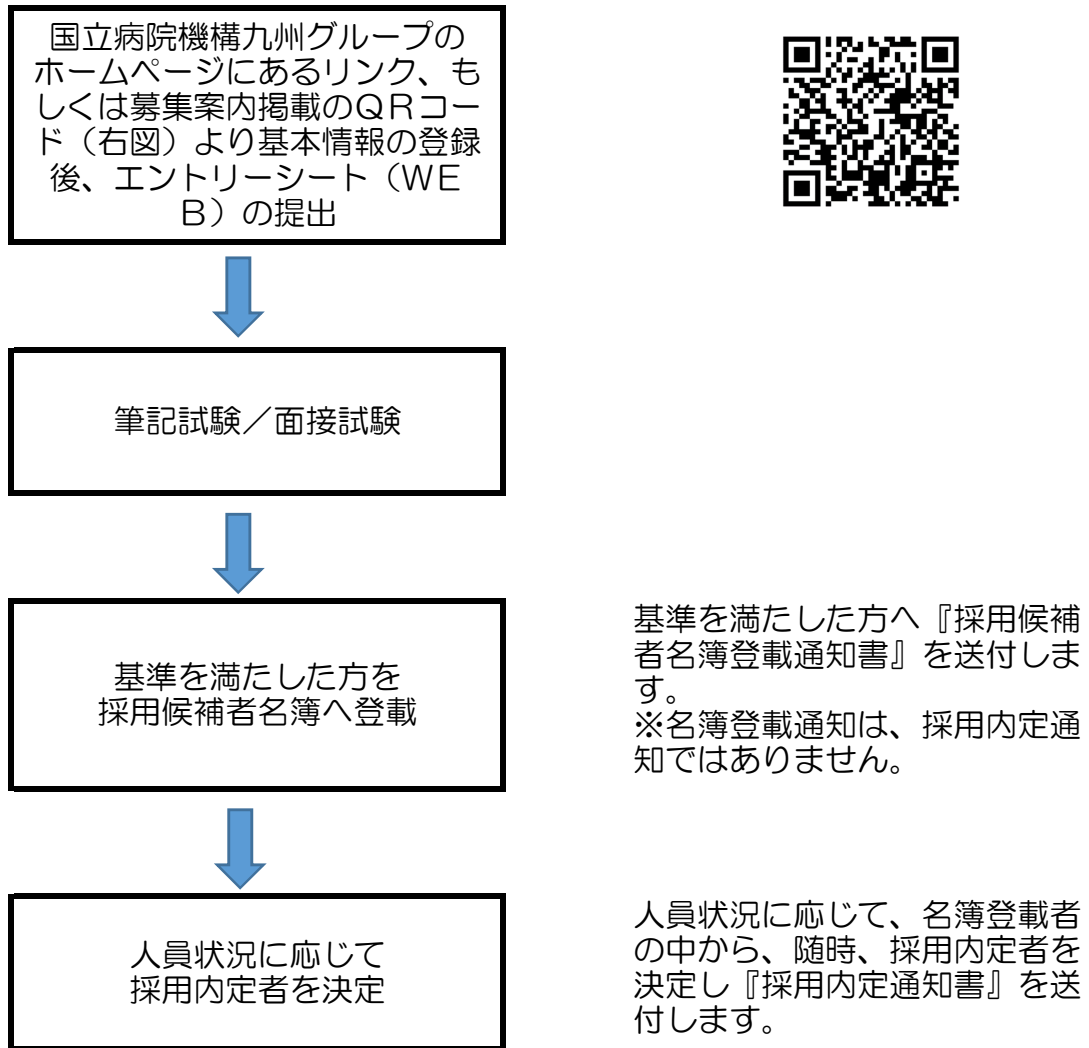 国立病院機構九州グループの
ホームページにあるリンク、も
しくは募集案内掲載のＱＲコー
ド（右図）より基本情報の登録
後、エントリーシート（ＷＥ
Ｂ）の提出
筆記試験／面接試験
基準を満たした方を
採用候補者名簿へ登載
基準を満たした方へ『採用候補
者名簿登載通知書』を送付しま
す。
※名簿登載通知は、採用内定通
知ではありません。
人員状況に応じて
採用内定者を決定
人員状況に応じて、名簿登載者
の中から、随時、採用内定者を
決定し『採用内定通知書』を送
付します。